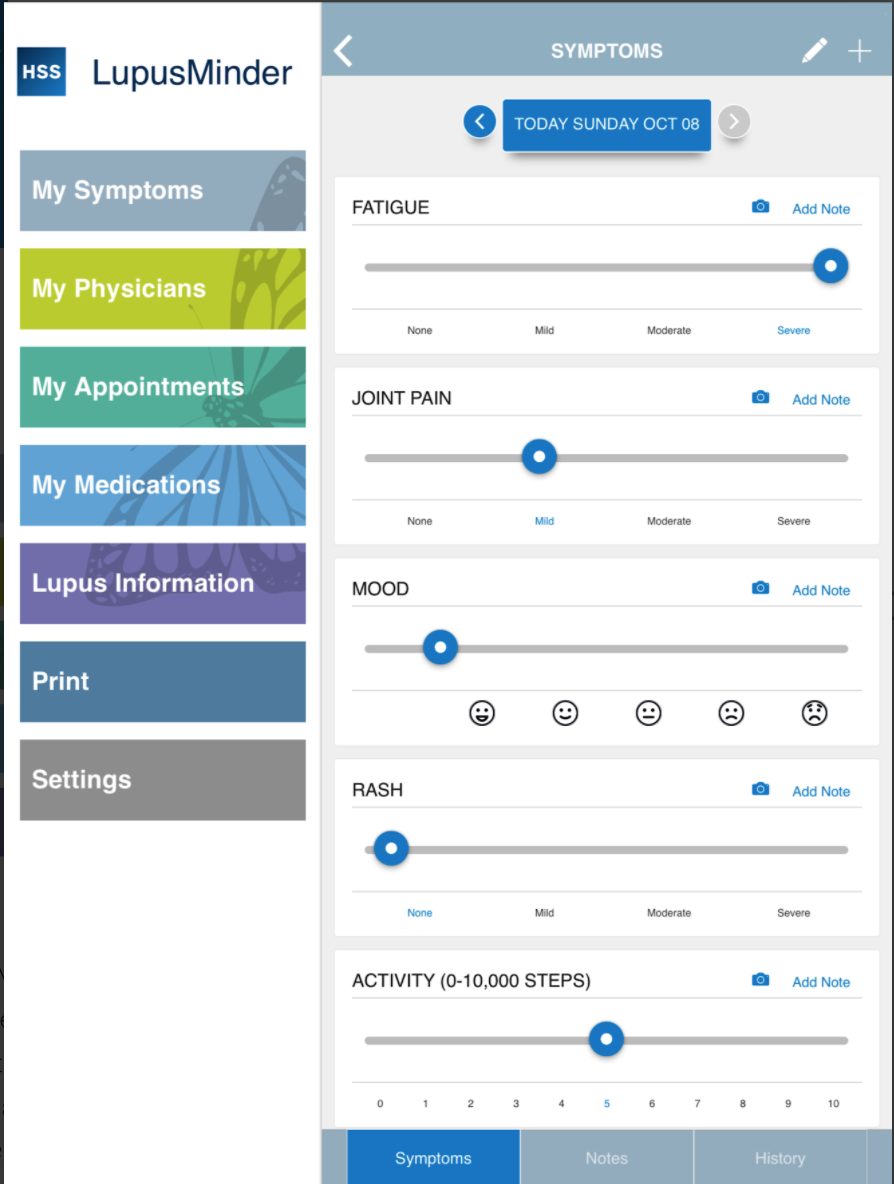 HSS LupusMinder
My Symptoms
My Physicians
My Appointments
My Medications
Lupus Information
Print
Settings
SYMPTOMS
TODAY SUNDAY OCT 08
FATIGUE Add Note
None Mild Moderate Severe
JOINT PAIN Add Note
None Mild Moderate Severe
MOOD Add Note
RASH Add Note
None Mild Moderate Severe
ACTIVITY (0-10,000 STEPS) Add Note
0 1 2 3 4 5 6 7 8 9 10
Symptoms Notes History